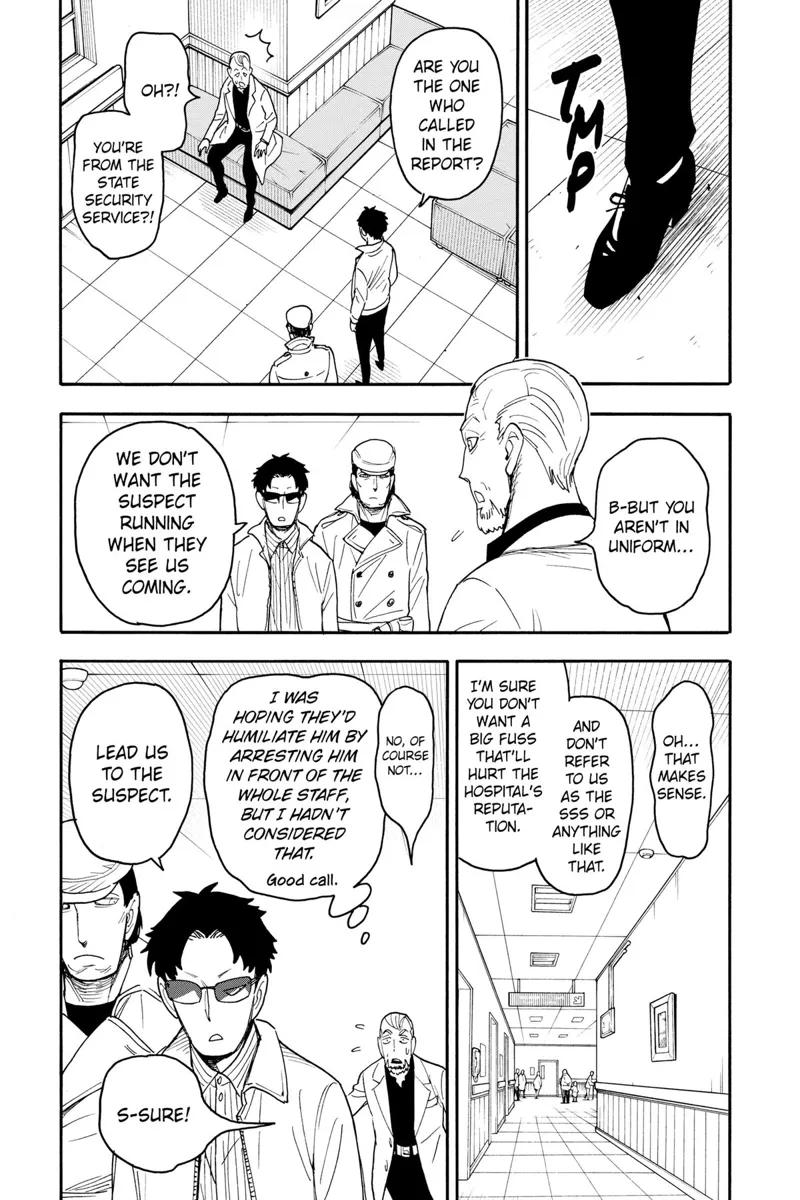 TMP
ARE YOU
THE ONE
WHO
CALLED
IN THE
REPORT?
OH?!
YOU'RE
FROM THE
STATE
SECURITY
SERVICE?!
B-BUT YOU
AREN'T IN
UNIFORM...
WE DON'T
WANT THE
SUSPECT
RUNNING
WHEN THEY
SEE US
COMING.
OH...
THAT
MAKES
SENSE.
AND
DON'T
REFER
TO US
AS THE
SSS OR
ANYTHING
LIKE
THAT.
I'M SURE
YOU DON'T
WANT A
BIG FUSS
THAT'LL
HURT THE
HOSPITAL'S
REPUTA-
TION.
NO, OF
COURSE
NOT...
I WAS
HOPING THEY'D
HUMILIATE HIM BY
ARRESTING HIM
IN FRONT OF THE
WHOLE STAFF,
BUT I HADN'T
CONSIDERED
THAT.
Good call.
LEAD US
TO THE
SUSPECT.
S-SURE!